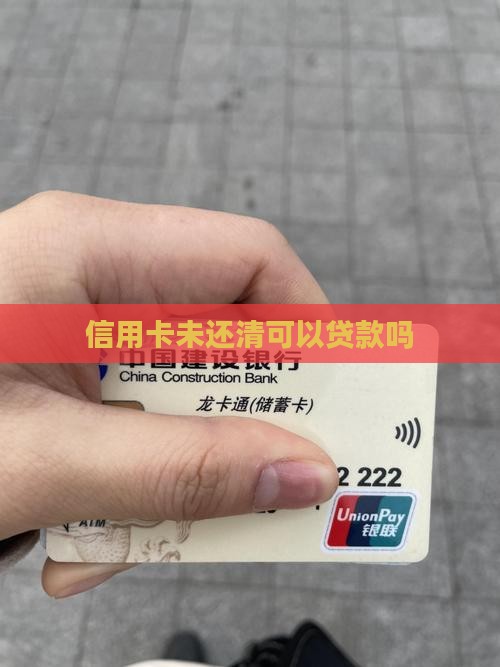 信用卡未还清可以贷款吗
中国建设银行
China Construction Bank
龙卡通(储蓄卡)
2 222
UnionPay
银联
ATM